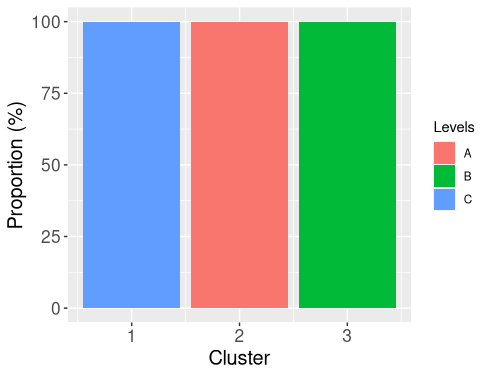 100
75
50
25
0
Proportion (%)
1 2 3
Cluster
Levels
A
B
C